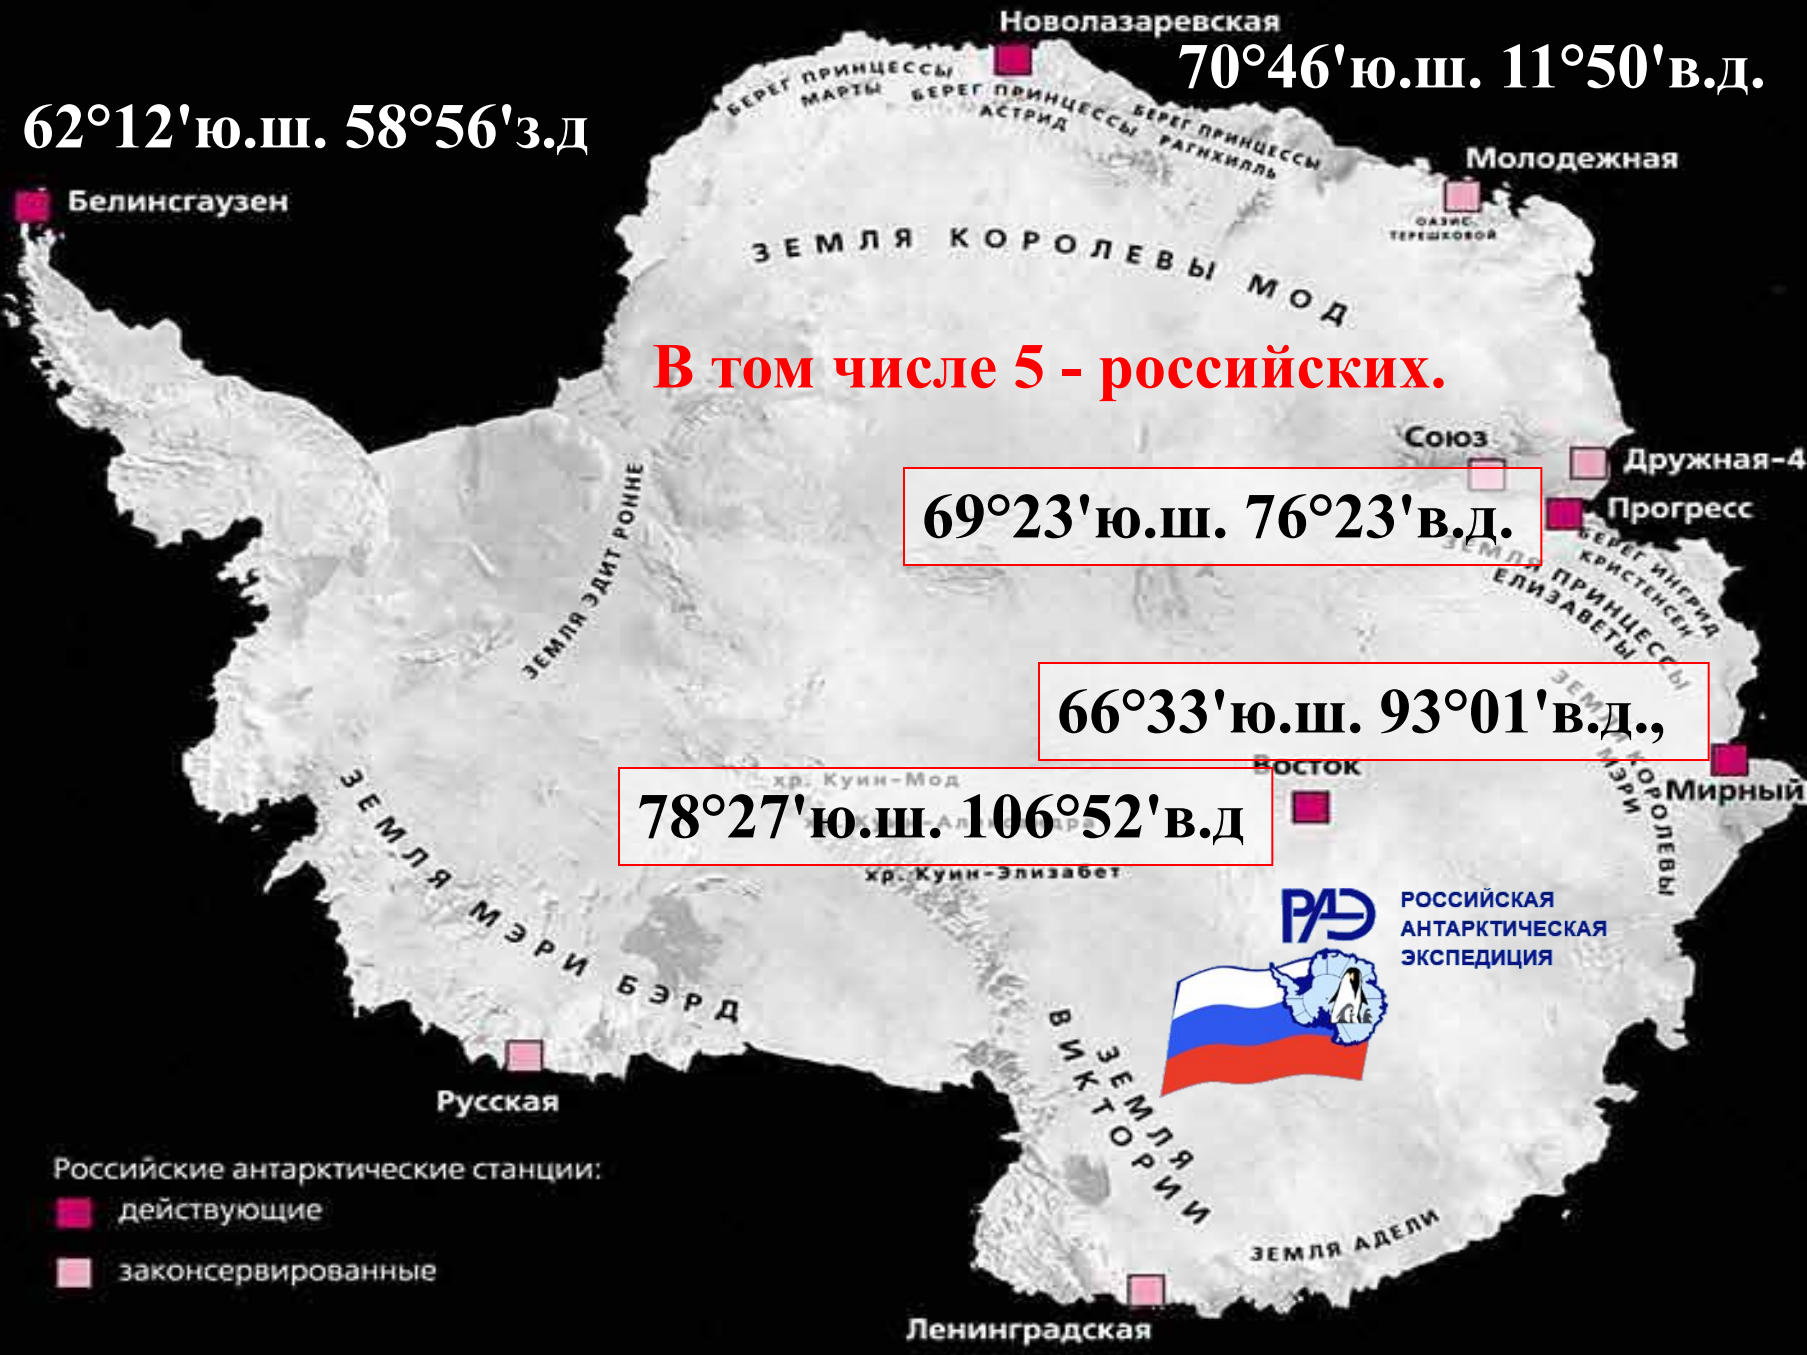 Новолазаревская
70°46'ю.ш. 11°50'в.д.
62°12'ю.ш. 58°56'з.д
БЕРЕГ ПРИНЦЕССЫ
МАРТЫ
БЕРЕГ ПРИНЦЕССЫ
АСТРИД
БЕРЕГ ПРИНЦЕССЫ
РАГНХИЛЛЬ
Молодежная
Белинсгаузен
ОАЗИС
ТЕРЕШКОВОЙ
ЗЕМЛЯ КОРОЛЕВЫ МОД
В том числе 5 - российских.
Союз
Дружная-4
69°23'ю.ш. 76°23'в.д.
Прогресс
ЗЕМЛЯ ЭДИТ РОННЕ
БЕРЕГ ИНГРИД
КРИСТЕНСЕН
ЗЕМЛЯ ПРИНЦЕССЫ
ЕЛИЗАВЕТЫ
66°33'ю.ш. 93°01'в.д.,
ЗЕМЛЯ КОРОЛЕВЫ
МЭРИ
Восток
Мирный
хр. Куин-Мод
78°27'ю.ш. 106°52'в.д
хр. Куин-Александра
хр. Куин-Элизабет
РАЭ
РОССИЙСКАЯ
АНТАРКТИЧЕСКАЯ
ЭКСПЕДИЦИЯ
ЗЕМЛЯ МЭРИ БЭРД
ЗЕМЛЯ
ВИКТОРИИ
Русская
Российские антарктические станции:
действующие
законсервированные
ЗЕМЛЯ АДЕЛИ
Ленинградская